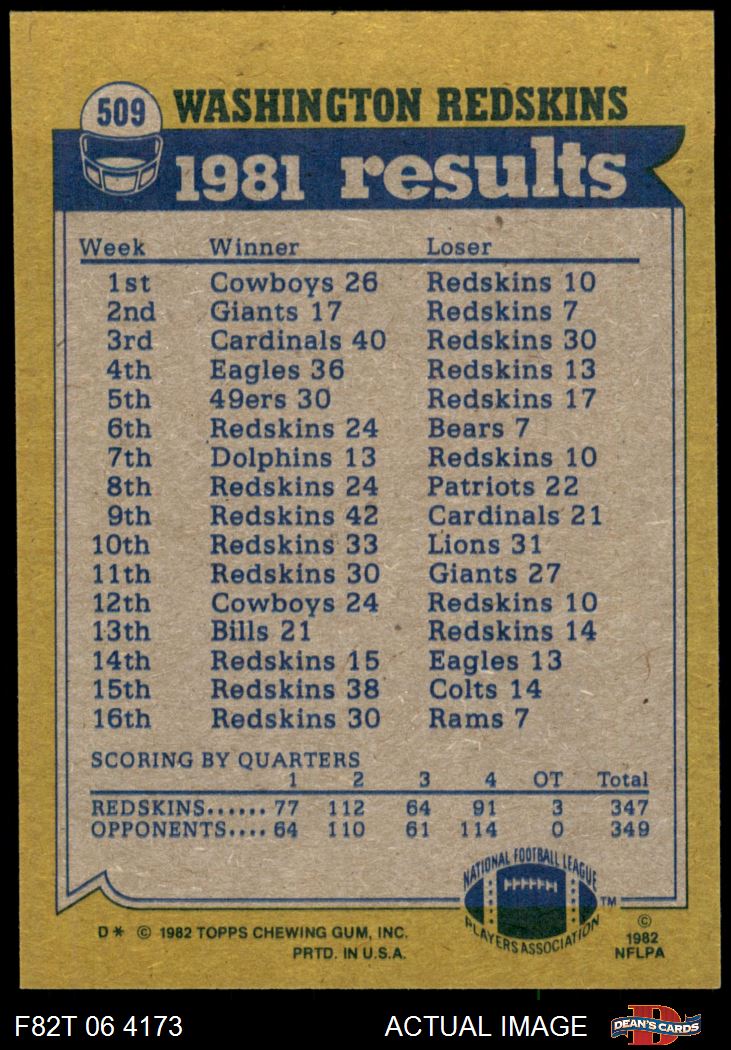 509 WASHINGTON REDSKINS
1981 results
Week Winner Loser
1st Cowboys 26 Redskins 10
2nd Giants 17 Redskins 7
3rd Cardinals 40 Redskins 30
4th Eagles 36 Redskins 13
5th 49ers 30 Redskins 17
6th Redskins 24 Bears 7
7th Dolphins 13 Redskins 10
8th Redskins 24 Patriots 22
9th Redskins 42 Cardinals 21
10th Redskins 33 Lions 31
11th Redskins 30 Giants 27
12th Cowboys 24 Redskins 10
13th Bills 21 Redskins 14
14th Redskins 15 Eagles 13
15th Redskins 38 Colts 14
16th Redskins 30 Rams 7
SCORING BY QUARTERS
1 2 3 4 OT Total
REDSKINS...... 77 112 64 91 3 347
OPPONENTS.... 64 110 61 114 0 349
NATIONAL FOOTBALL LEAGUE
PLAYERS ASSOCIATION
TM
D* © 1982 TOPPS CHEWING GUM, INC.
PRTD. IN U.S.A.
©
1982
NFLPA
F82T 06 4173 ACTUAL IMAGE
D
DEAN'S CARDS